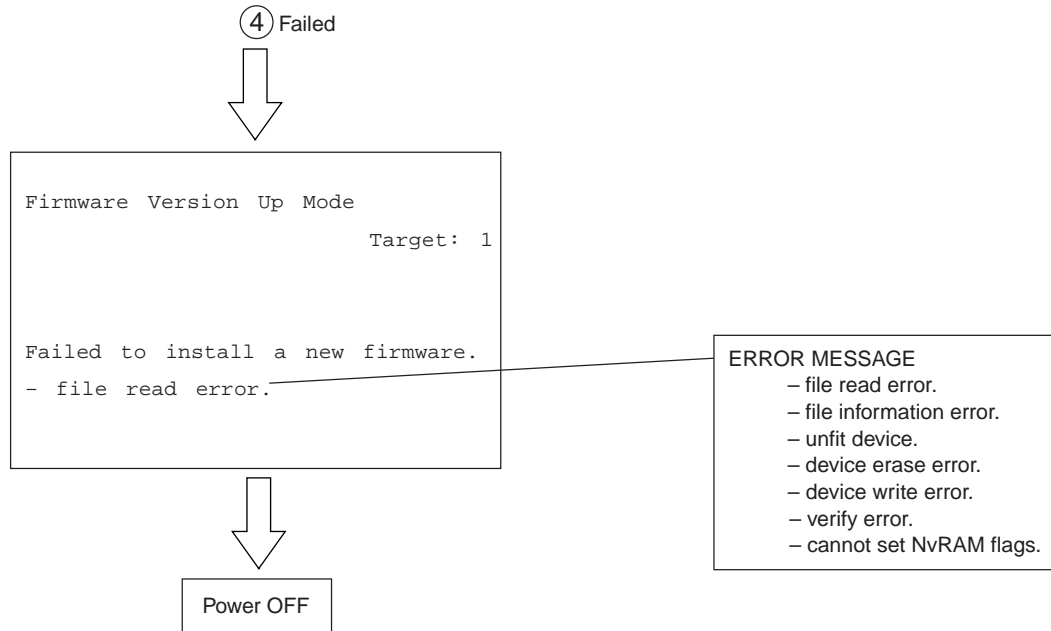 4 Failed
Firmware Version Up Mode
Target: 1
Failed to install a new firmware.
– file read error.
ERROR MESSAGE
– file read error.
– file information error.
– unfit device.
– device erase error.
– device write error.
– verify error.
– cannot set NvRAM flags.
Power OFF